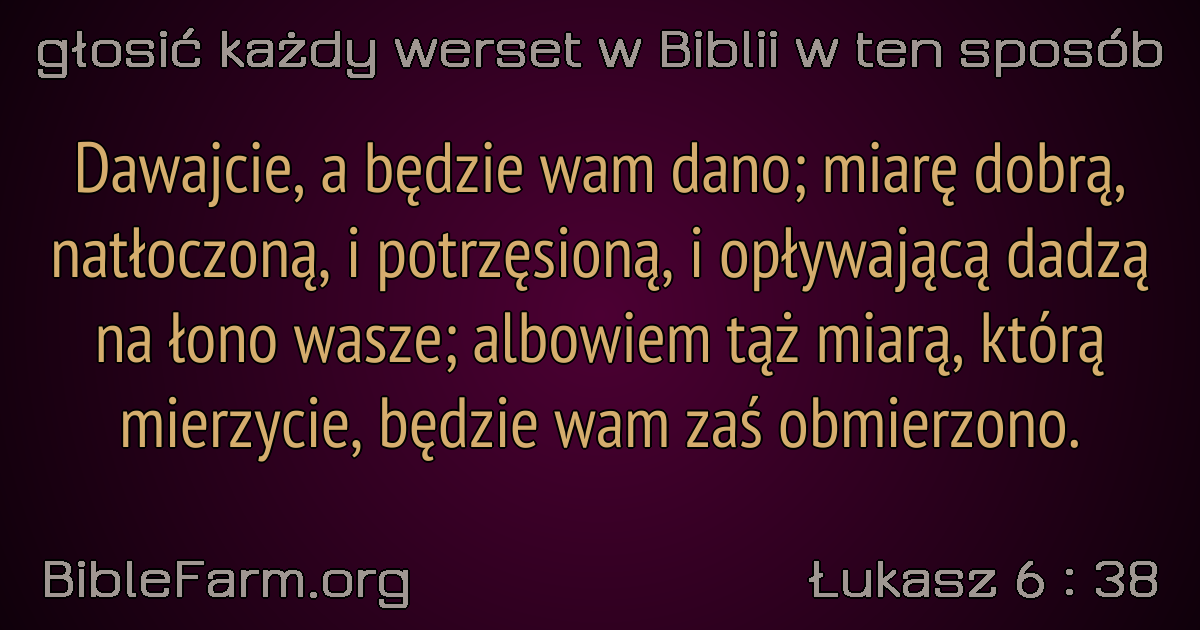 głosić każdy werset w Biblii w ten sposób
Dawajcie, a będzie wam dano; miarę dobrą,
natłoczoną, i potrzęsioną, i opływającą dadzą
na łono wasze; albowiem tąż miarą, którą
mierzycie, będzie wam zaś obmierzono.
BibleFarm.org
Łukasz 6 : 38